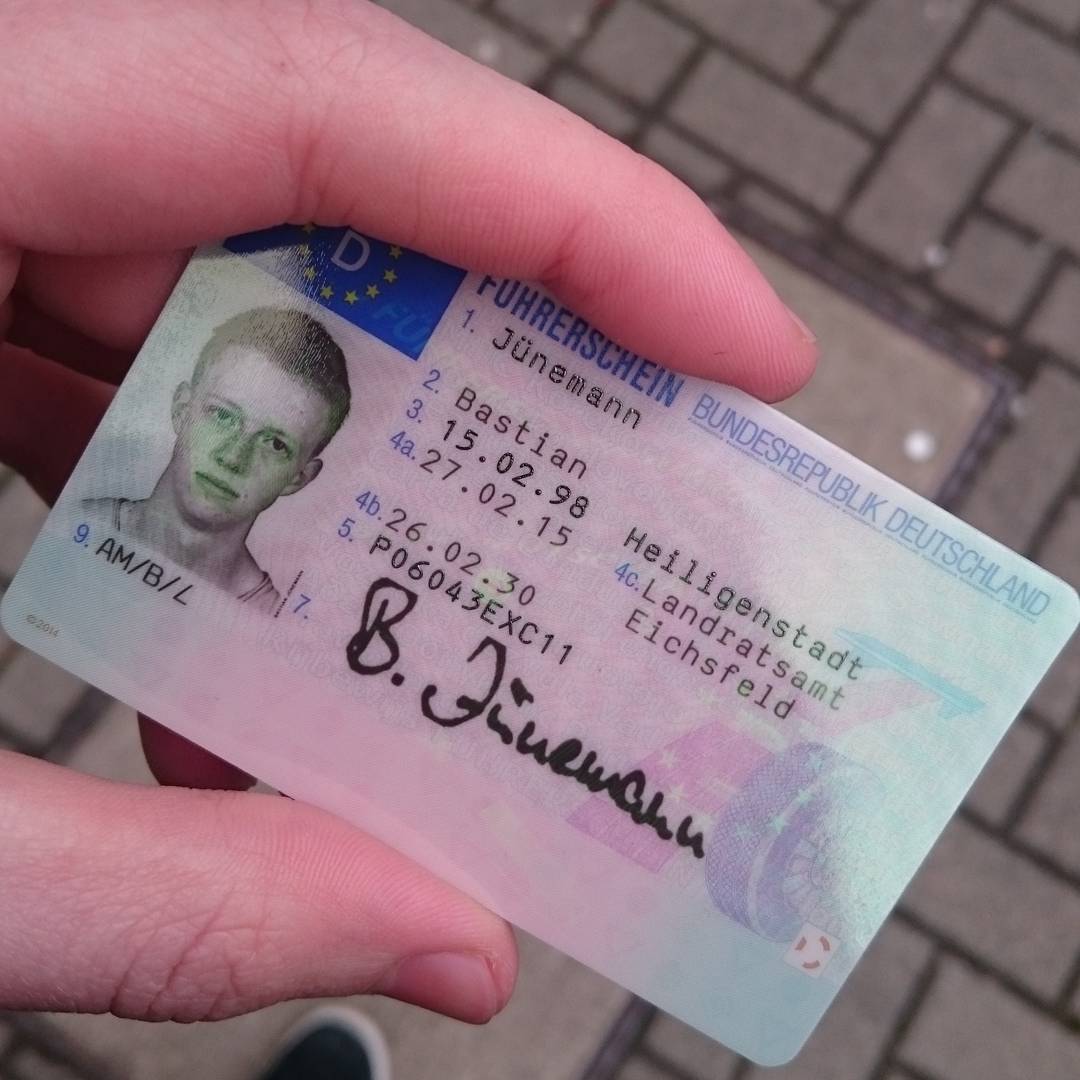 D
FÜHRERSCHEIN BUNDESREPUBLIK DEUTSCHLAND
1. Jünemann
2. Bastian
3. 15.02.98 Heiligenstadt
4a. 27.02.15 4c. Landratsamt
Eichsfeld
4b. 26.02.30
5. P06043EXC11
7. B. Jünemann
9. AM/B/L
©2014